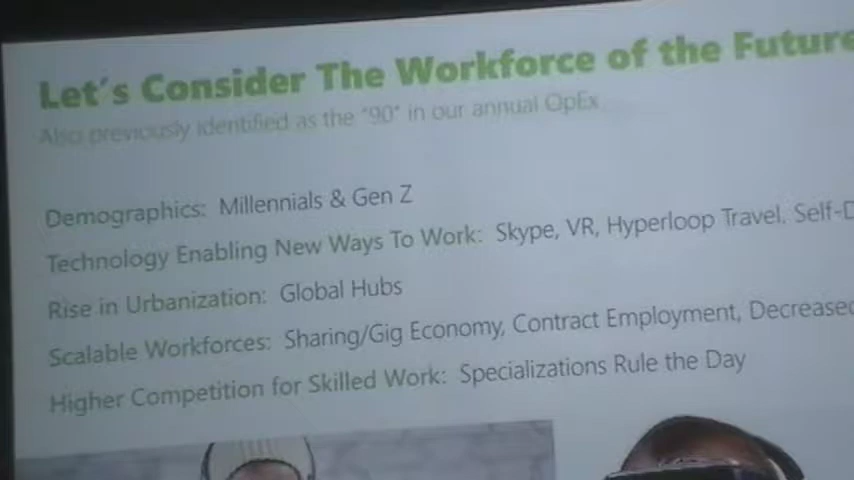 Let's Consider The Workforce of the Future
Also previously identified as the "90" in our annual OpEx
Demographics: Millennials & Gen Z
Technology Enabling New Ways To Work: Skype, VR, Hyperloop Travel, Self-D
Rise in Urbanization: Global Hubs
Scalable Workforces: Sharing/Gig Economy, Contract Employment, Decreased
Higher Competition for Skilled Work: Specializations Rule the Day